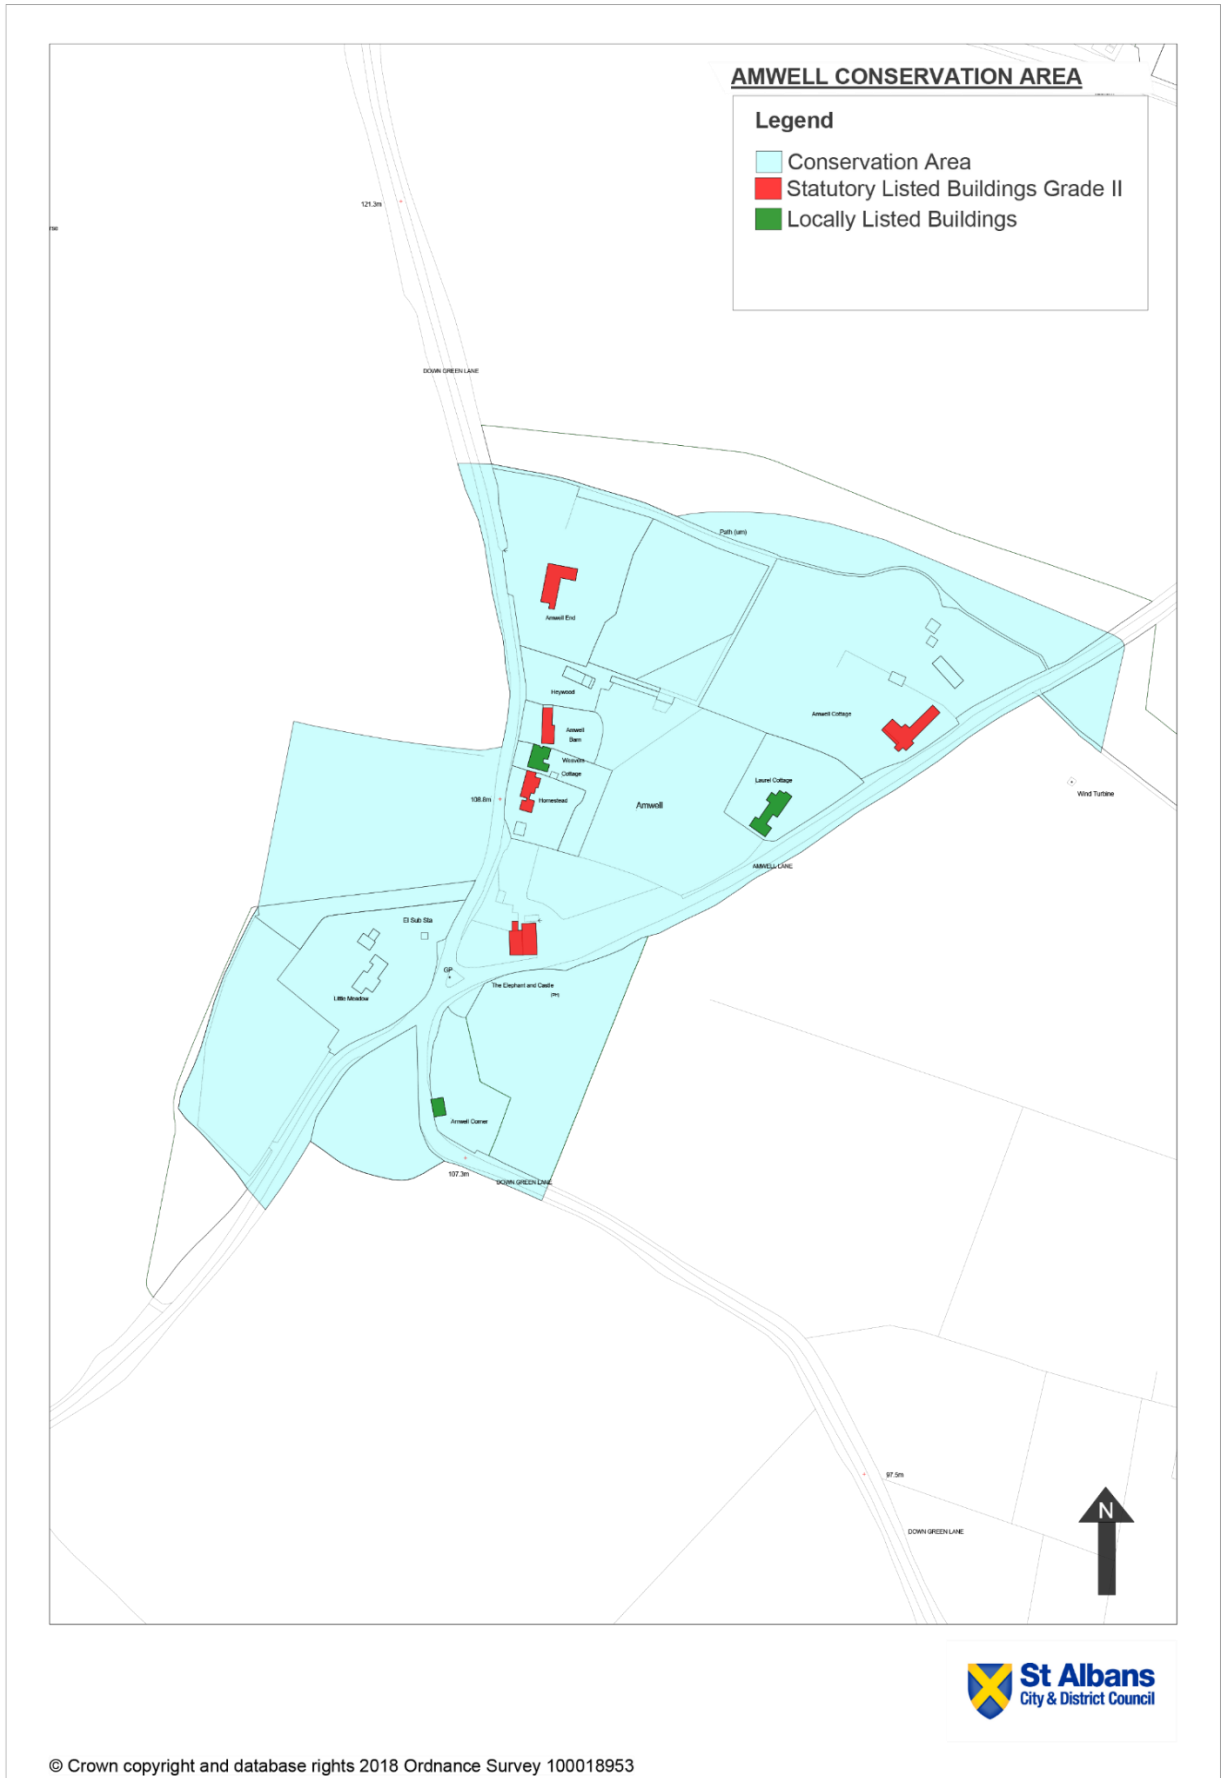 AMWELL CONSERVATION AREA
Legend
Conservation Area
Statutory Listed Buildings Grade II
Locally Listed Buildings
121.3m
DOWN GREEN LANE
Path (um)
Amwell End
Heywood
Amwell Cottage
Amwell
Barn
Weavers
Cottage
Laurel Cottage
Wind Turbine
108.8m
Homestead
Amwell
AMWELL LANE
El Sub Sta
GP
The Elephant and Castle
(PH)
Little Meadow
Amwell Corner
107.3m
DOWN GREEN LANE
97.5m
DOWN GREEN LANE
N
St Albans
City & District Council
© Crown copyright and database rights 2018 Ordnance Survey 100018953